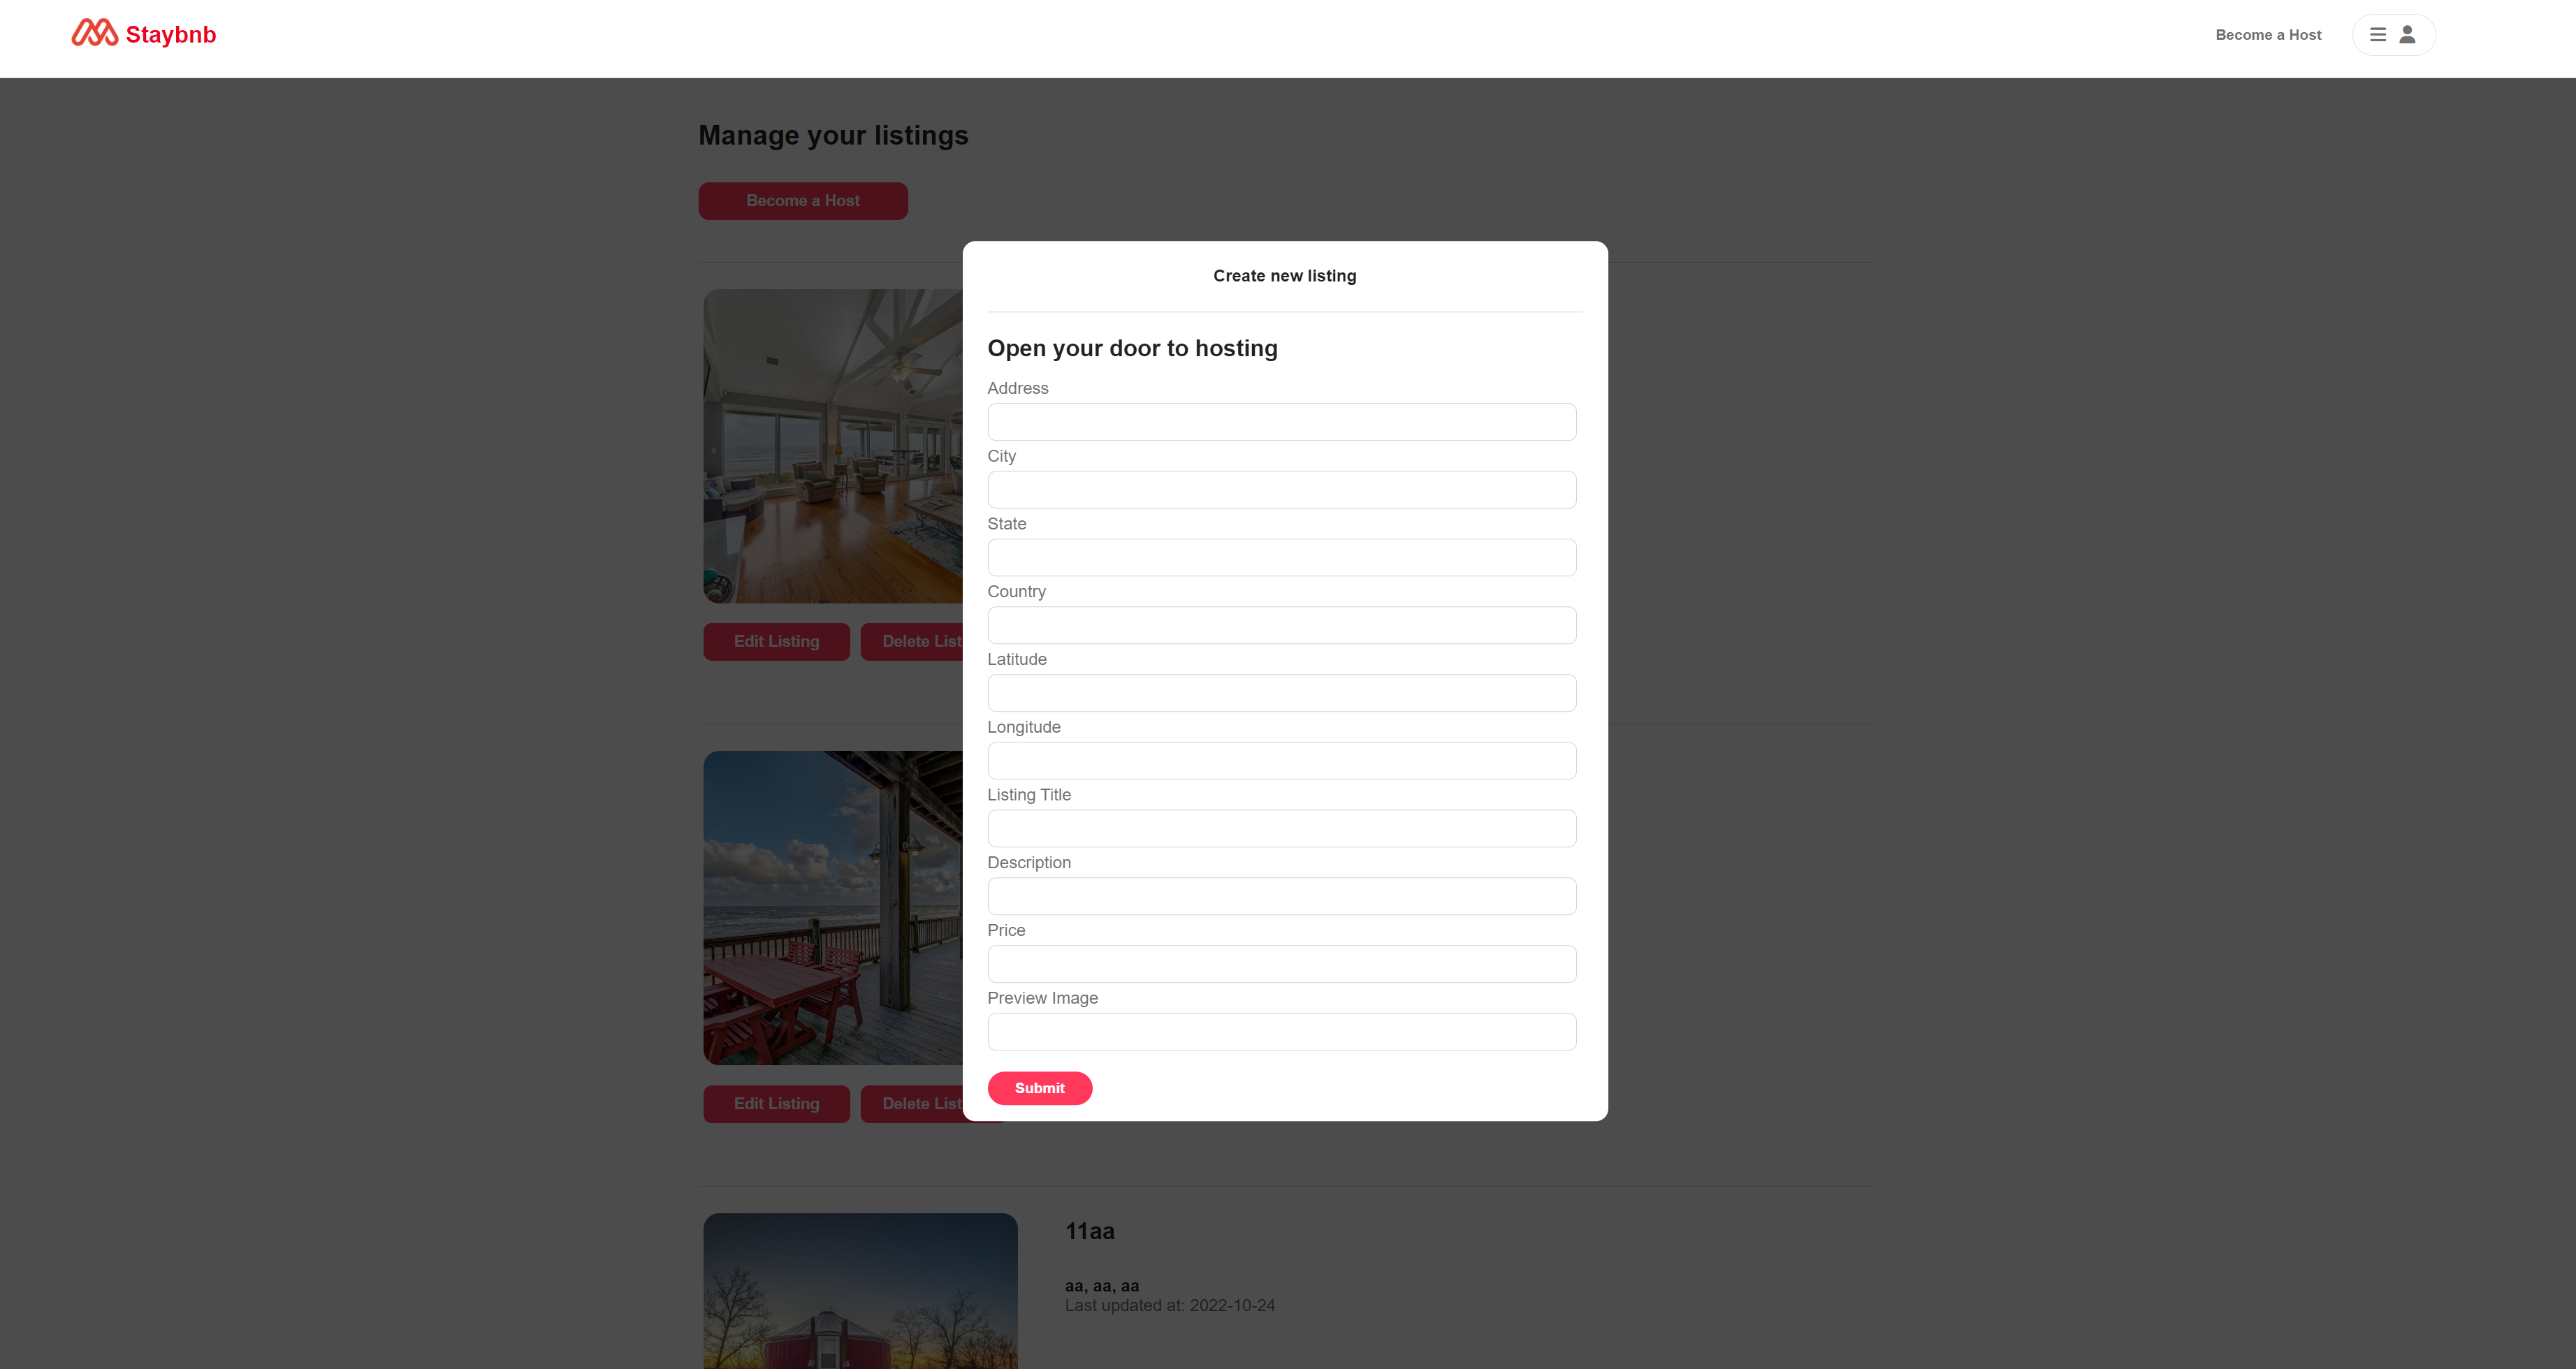 Staybnb
Become a Host
Manage your listings
Become a Host
Create new listing
Open your door to hosting
Address
City
State
Country
Edit Listing
Delete List
Latitude
Longitude
Listing Title
Description
Price
Preview Image
Submit
Edit Listing
Delete List
11aa
aa, aa, aa
Last updated at: 2022-10-24